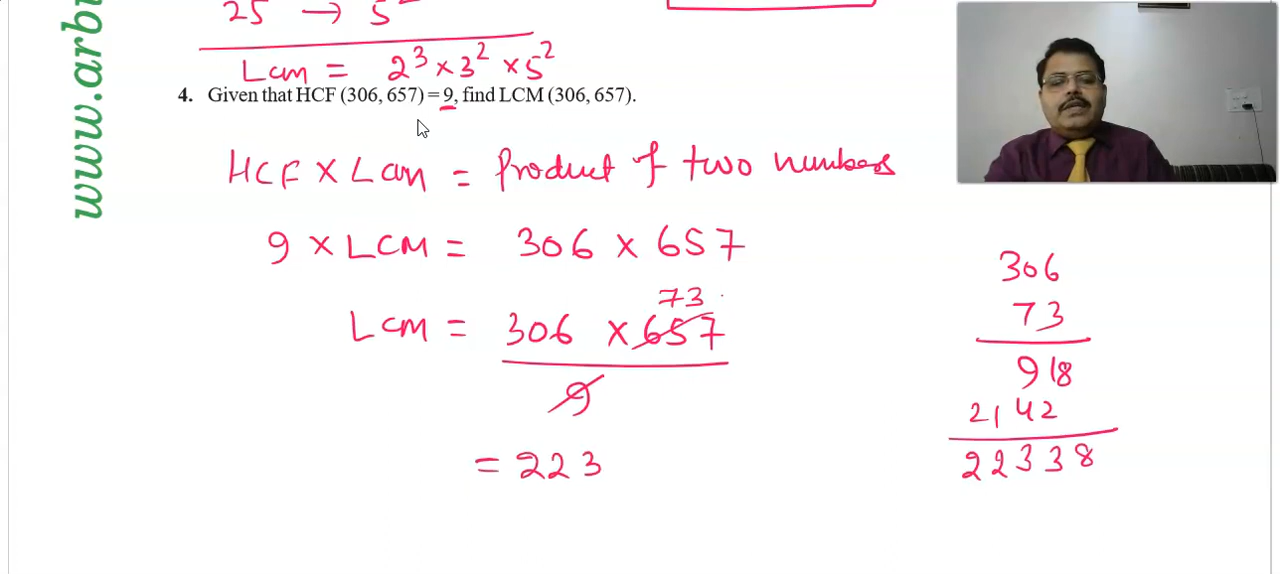 25 → 5²
Lcm = 2³ × 3² × 5²
4. Given that HCF (306, 657) = 9, find LCM (306, 657).
HCF × Lcm = Product of two numbers
9 × LCM = 306 × 657
73
Lcm = 306 × 657
9
= 223
306
73
918
2142
22338
www.arb